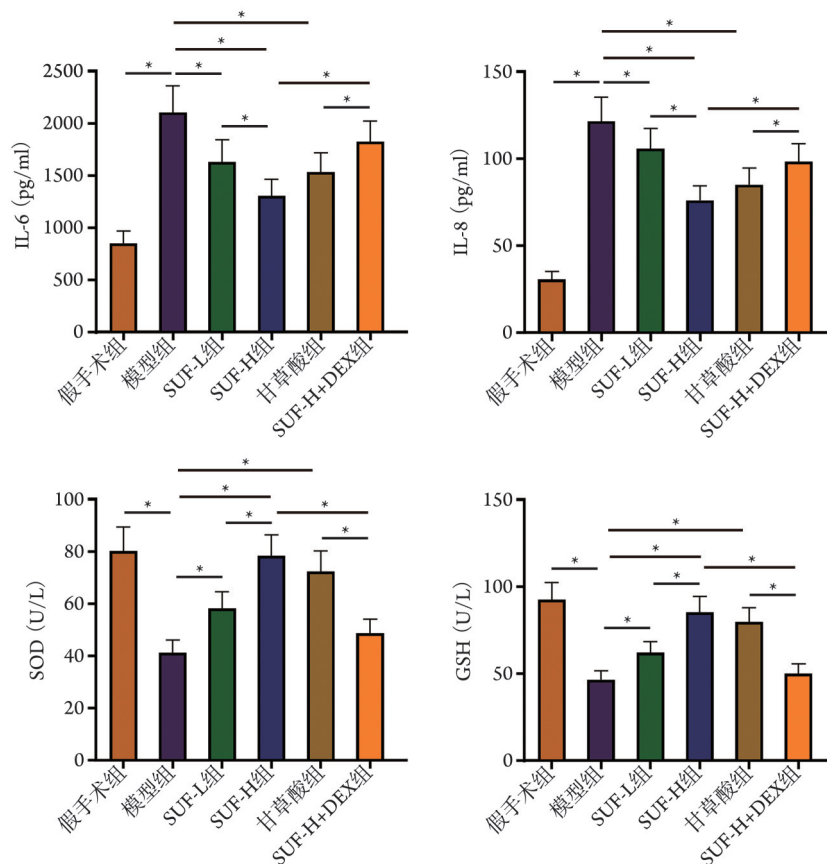 *
*
*
*
*
*
*
IL-6 (pg/ml)
2500
2000
1500
1000
500
0
假手术组
模型组
SUF-L组
SUF-H组
甘草酸组
SUF-H+DEX组
*
*
*
*
*
*
*
IL-8 (pg/ml)
150
100
50
0
假手术组
模型组
SUF-L组
SUF-H组
甘草酸组
SUF-H+DEX组
*
*
*
*
*
*
*
SOD (U/L)
100
80
60
40
20
0
假手术组
模型组
SUF-L组
SUF-H组
甘草酸组
SUF-H+DEX组
*
*
*
*
*
*
*
GSH (U/L)
150
100
50
0
假手术组
模型组
SUF-L组
SUF-H组
甘草酸组
SUF-H+DEX组